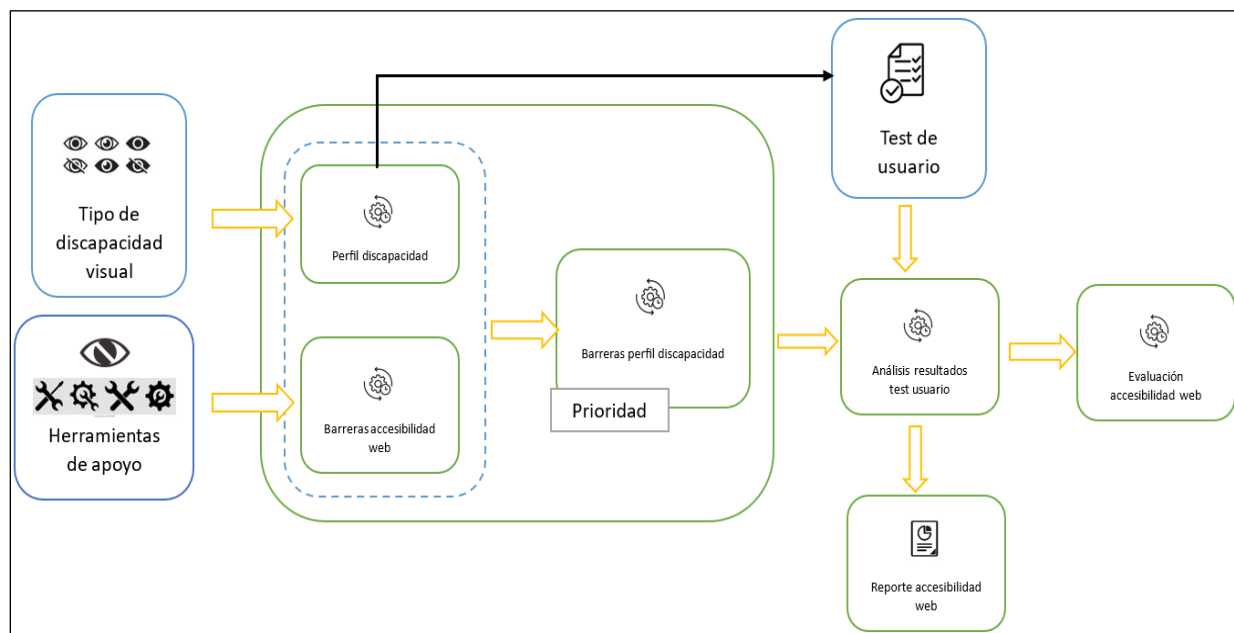 Tipo de
discapacidad
visual
Herramientas
de apoyo
Perfil discapacidad
Barreras accesibilidad
web
Barreras perfil discapacidad
Prioridad
Test de
usuario
Análisis resultados
test usuario
Evaluación
accesibilidad web
Reporte accesibilidad
web